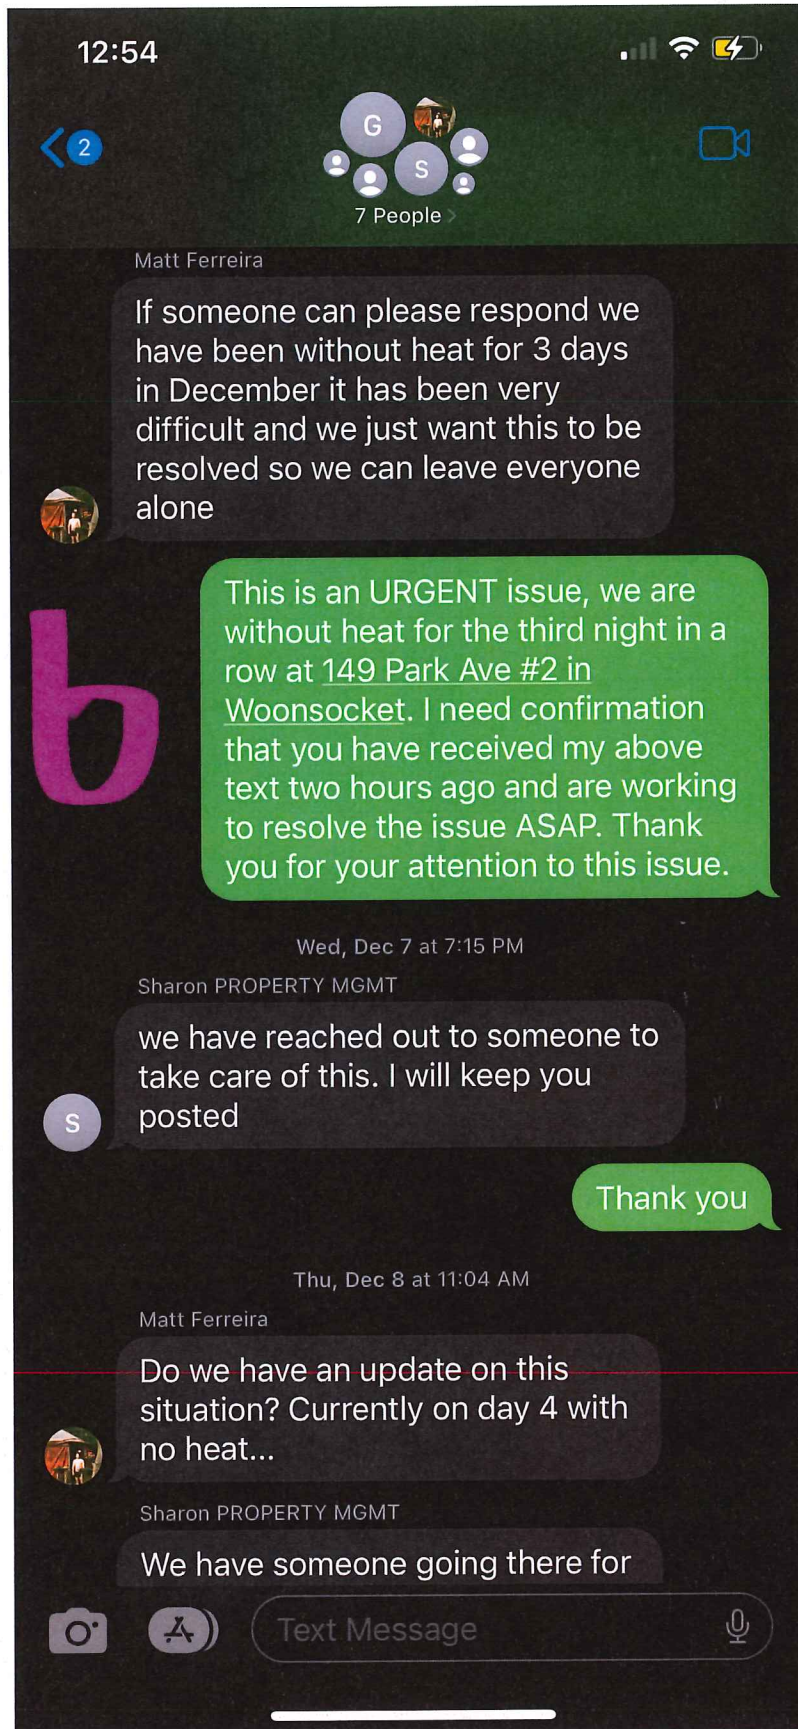 12:54
2
G
S
7 People >
Matt Ferreira
If someone can please respond we
have been without heat for 3 days
in December it has been very
difficult and we just want this to be
resolved so we can leave everyone
alone
This is an URGENT issue, we are
without heat for the third night in a
row at 149 Park Ave #2 in
Woonsocket. I need confirmation
that you have received my above
text two hours ago and are working
to resolve the issue ASAP. Thank
you for your attention to this issue.
b
Wed, Dec 7 at 7:15 PM
Sharon PROPERTY MGMT
we have reached out to someone to
take care of this. I will keep you
posted
S
Thank you
Thu, Dec 8 at 11:04 AM
Matt Ferreira
Do we have an update on this
situation? Currently on day 4 with
no heat...
Sharon PROPERTY MGMT
We have someone going there for
Text Message